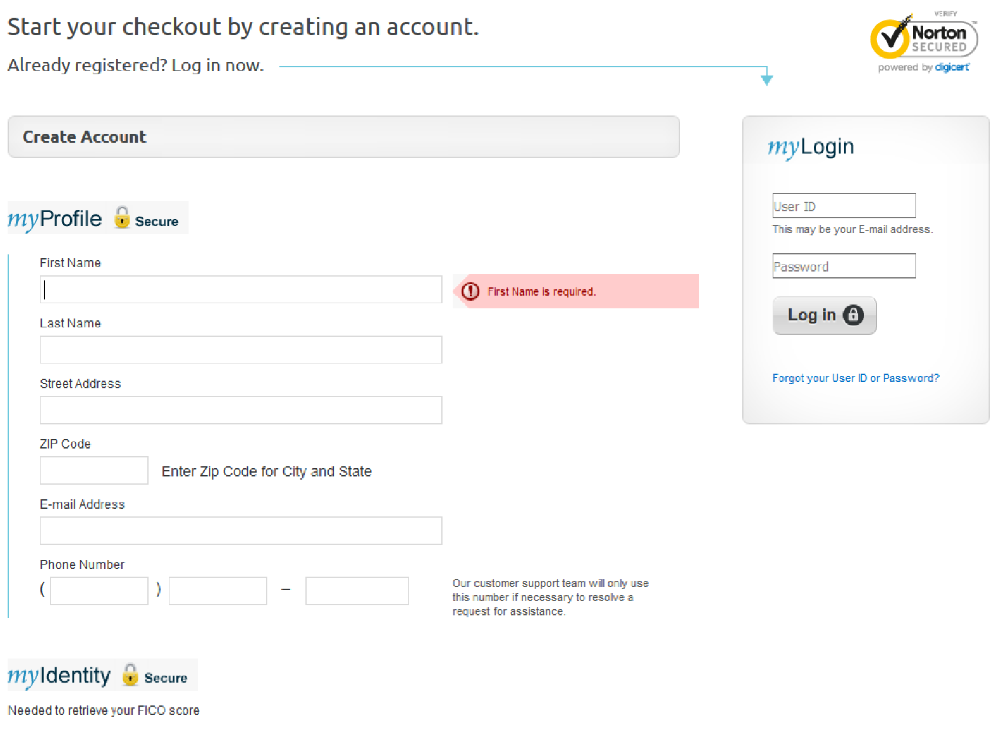 Start your checkout by creating an account.
VERIFY
Norton
SECURED
powered by digicert
Already registered? Log in now.
Create Account
myProfile Secure
First Name
First Name is required.
Last Name
Street Address
ZIP Code
Enter Zip Code for City and State
E-mail Address
Phone Number
( ) –
Our customer support team will only use
this number if necessary to resolve a
request for assistance.
myIdentity Secure
Needed to retrieve your FICO score
myLogin
User ID
This may be your E-mail address.
Password
Log in
Forgot your User ID or Password?